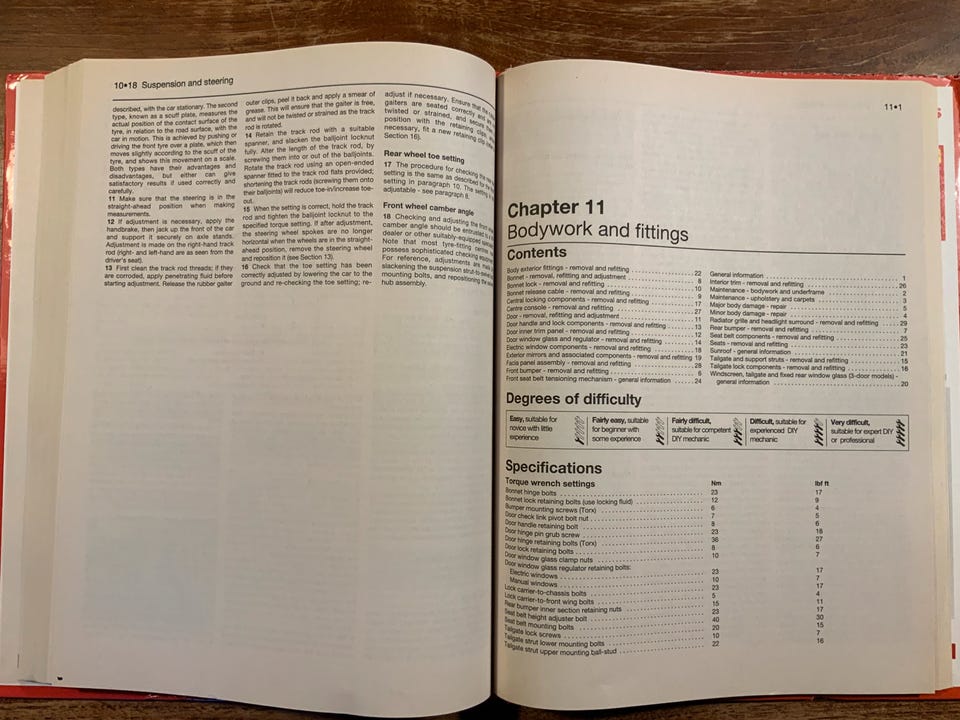 10•18 Suspension and steering
described, with the car stationary. The second
type, known as a scuff plate, measures the
actual position of the contact surface of the
tyre, in relation to the road surface, with the
car in motion. This is achieved by pushing or
driving the front tyre over a plate, which then
moves slightly according to the scuff of the
tyre, and shows this movement on a scale.
Both types have their advantages and
disadvantages, but either can give
satisfactory results if used correctly and
carefully.
11 Make sure that the steering is in the
straight-ahead position when making
measurements.
12 If adjustment is necessary, apply the
handbrake, then jack up the front of the car
and support it securely on axle stands.
Adjustment is made on the right-hand track
rod (right- and left-hand are as seen from the
driver's seat).
13 First clean the track rod threads; if they
are corroded, apply penetrating fluid before
starting adjustment. Release the rubber gaiter
outer clips, peel it back and apply a smear of
grease. This will ensure that the gaiter is free,
and will not be twisted or strained as the track
rod is rotated.
14 Retain the track rod with a suitable
spanner, and slacken the balljoint locknut
fully. Alter the length of the track rod, by
screwing them into or out of the balljoints.
Rotate the track rod using an open-ended
spanner fitted to the track rod flats provided;
shortening the track rods (screwing them onto
their balljoints) will reduce toe-in/increase toe-
out.
15 When the setting is correct, hold the track
rod and tighten the balljoint locknut to the
specified torque setting. If after adjustment,
the steering wheel spokes are no longer
horizontal when the wheels are in the straight-
ahead position, remove the steering wheel
and reposition it (see Section 13).
16 Check that the toe setting has been
correctly adjusted by lowering the car to the
ground and re-checking the toe setting; re-
adjust if necessary. Ensure that the
gaiters are seated correctly and are
twisted or strained, and secure
position with the retaining clips
necessary, fit a new retaining clip
Section 16).
Rear wheel toe setting
17 The procedure for checking the
setting is the same as described for the
setting in paragraph 10. The setting is
adjustable - see paragraph 8.
Front wheel camber angle
18 Checking and adjusting the front
camber angle should be entrusted
dealer or other suitably-equipped
Note that most tyre-fitting
possess sophisticated checking
For reference, adjustments are
slackening the suspension strut-to-
mounting bolts, and repositioning the
hub assembly.
11•1
Chapter 11
Bodywork and fittings
Contents
Body exterior fittings - removal and refitting 22
Bonnet - removal, refitting and adjustment 8
Bonnet lock - removal and refitting 10
Bonnet release cable - removal and refitting 9
Central locking components - removal and refitting 17
Centre console - removal and refitting 27
Door - removal, refitting and adjustment 11
Door handle and lock components - removal and refitting 13
Door inner trim panel - removal and refitting 12
Door window glass and regulator - removal and refitting 14
Electric window components - removal and refitting 18
Exterior mirrors and associated components - removal and refitting 19
Facia panel assembly - removal and refitting 28
Front bumper - removal and refitting 6
Front seat belt tensioning mechanism - general information 24
General information 1
Interior trim - removal and refitting 26
Maintenance - bodywork and underframe 2
Maintenance - upholstery and carpets 3
Major body damage - repair 5
Minor body damage - repair 4
Radiator grille and headlight surround - removal and refitting 29
Rear bumper - removal and refitting 7
Seat belt components - removal and refitting 25
Seats - removal and refitting 23
Sunroof - general information 21
Tailgate and support struts - removal and refitting 15
Tailgate lock components - removal and refitting 16
Windscreen, tailgate and fixed rear window glass (3-door models) -
general information 20
Degrees of difficulty
Easy, suitable for
novice with little
experience
Fairly easy, suitable
for beginner with
some experience
Fairly difficult,
suitable for competent
DIY mechanic
Difficult, suitable for
experienced DIY
mechanic
Very difficult,
suitable for expert DIY
or professional
Specifications
Torque wrench settings Nm lbf ft
Bonnet hinge bolts 23 17
Bonnet lock retaining bolts (use locking fluid) 12 9
Bumper mounting screws (Torx) 6 4
Door check link pivot bolt nut 7 5
Door handle retaining bolt 8 6
Door hinge pin grub screw 23 18
Door hinge retaining bolts (Torx) 36 27
Door lock retaining bolts 8 6
Door window glass clamp nuts 10 7
Door window glass regulator retaining bolts:
Electric windows 23 17
Manual windows 10 7
Lock carrier-to-chassis bolts 23 17
Lock carrier-to-front wing bolts 5 4
Rear bumper inner section retaining nuts 15 11
Seat belt height adjuster bolt 23 17
Seat belt mounting bolts 40 30
Tailgate lock screws 20 15
Tailgate strut lower mounting bolts 10 7
Tailgate strut upper mounting ball-stud 22 16